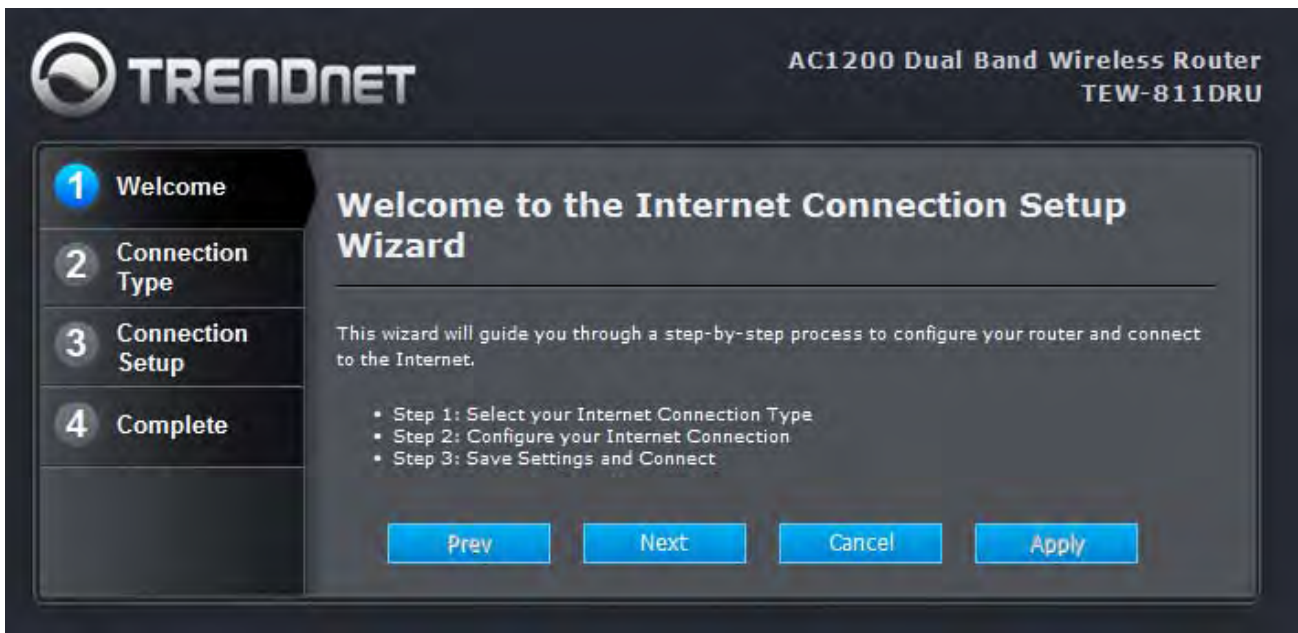 TRENDNET
AC1200 Dual Band Wireless Router
TEW-811DRU
1 Welcome
2 Connection
Type
3 Connection
Setup
4 Complete
Welcome to the Internet Connection Setup
Wizard
This wizard will guide you through a step-by-step process to configure your router and connect
to the Internet.
• Step 1: Select your Internet Connection Type
• Step 2: Configure your Internet Connection
• Step 3: Save Settings and Connect
Prev Next Cancel Apply